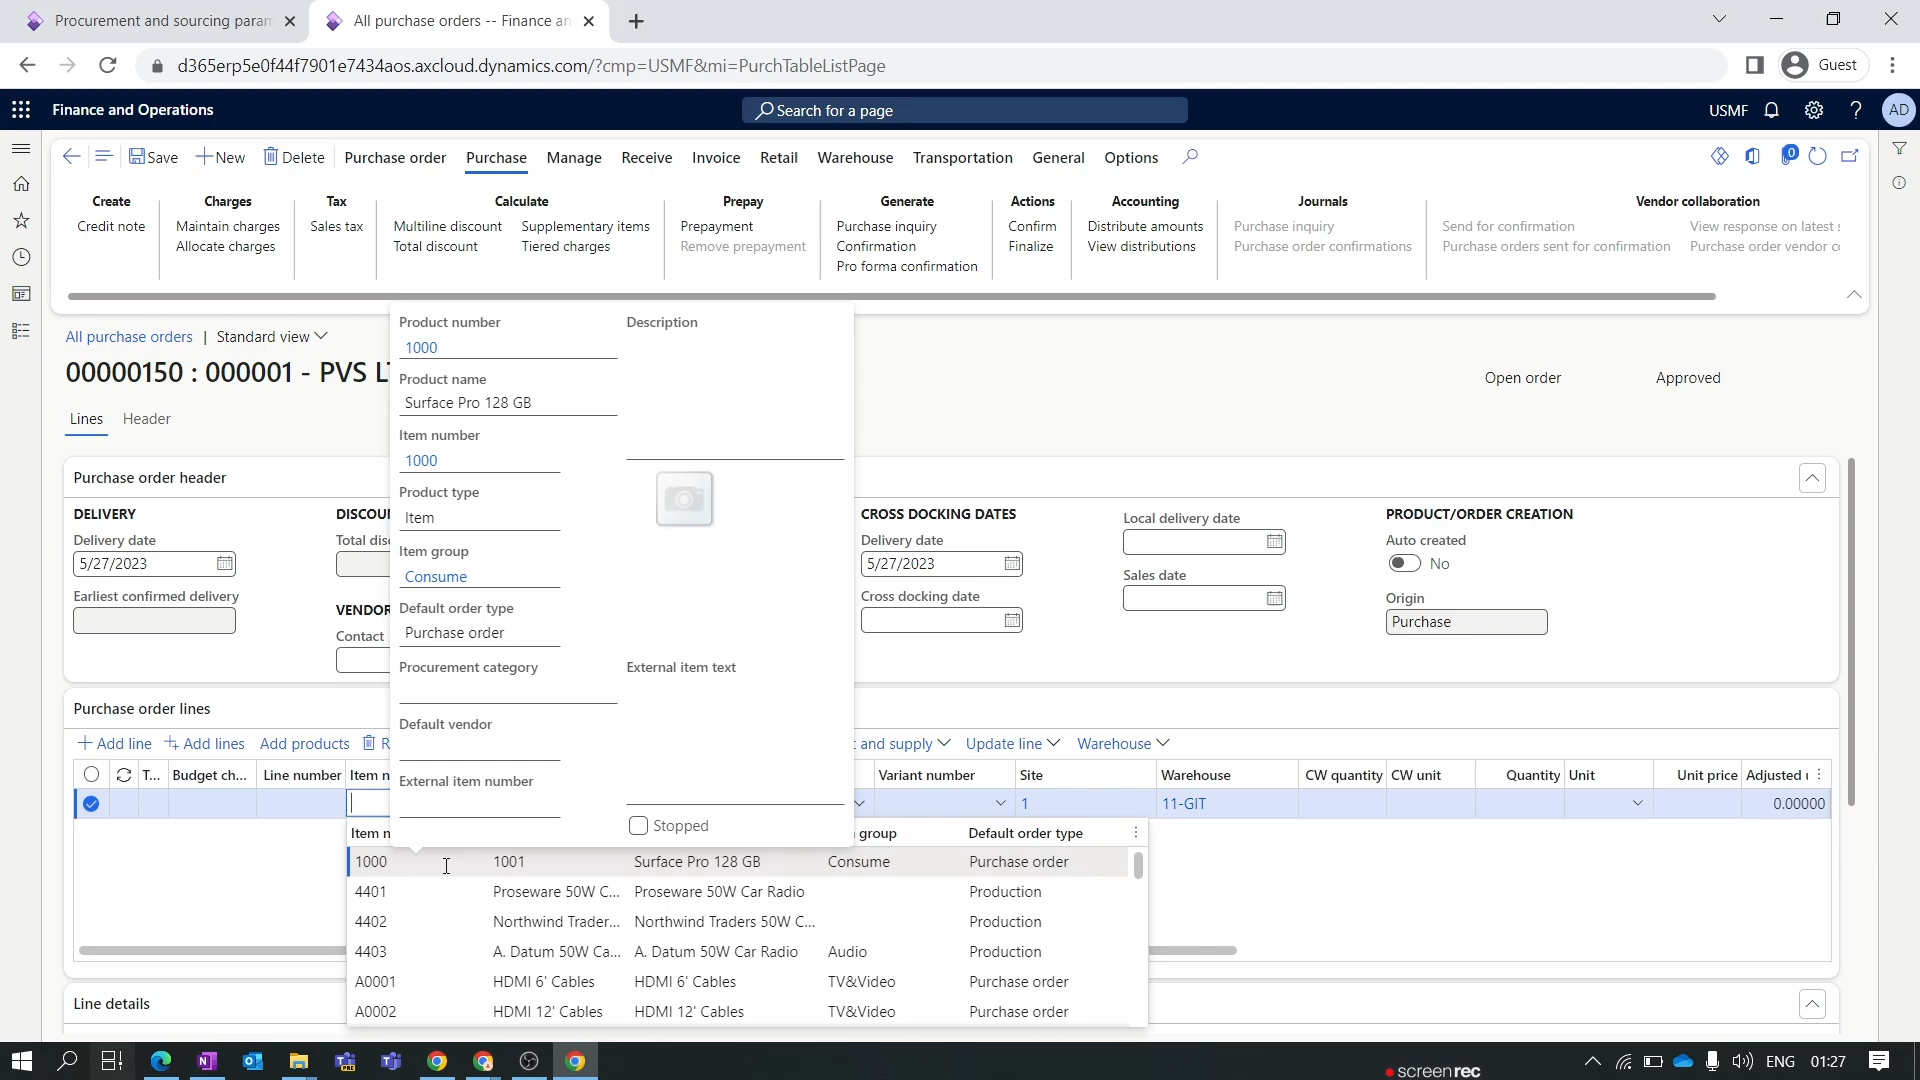 Procurement and sourcing param
All purchase orders -- Finance an
d365erp5e0f44f7901e7434aos.axcloud.dynamics.com/?cmp=USMF&mi=PurchTableListPage
Guest
Finance and Operations
Search for a page
USMF
AD
Save New Delete Purchase order Purchase Manage Receive Invoice Retail Warehouse Transportation General Options
0
Create Charges Tax Calculate Prepay Generate Actions Accounting Journals Vendor collaboration
Credit note Maintain charges Sales tax Multiline discount Supplementary items Prepayment Purchase inquiry Confirm Distribute amounts Purchase inquiry Send for confirmation View response on latest s
Allocate charges Total discount Tiered charges Remove prepayment Confirmation Finalize View distributions Purchase order confirmations Purchase orders sent for confirmation Purchase order vendor co
Pro forma confirmation
All purchase orders | Standard view
00000150 : 000001 - PVS LT
Open order Approved
Lines Header
Product number Description
1000
Product name
Surface Pro 128 GB
Item number
1000
Product type
Item
Item group
Consume
Default order type
Purchase order
Procurement category External item text
Default vendor
External item number
Stopped
Purchase order header
DELIVERY DISCOU CROSS DOCKING DATES Local delivery date PRODUCT/ORDER CREATION
Delivery date Total disc Delivery date Auto created
5/27/2023 5/27/2023 No
Sales date
Earliest confirmed delivery VENDOR Cross docking date Origin
Contact Purchase
Purchase order lines
Add line Add lines Add products R t and supply Update line Warehouse
T... Budget ch... Line number Item n Variant number Site Warehouse CW quantity CW unit Quantity Unit Unit price Adjusted u
1 11-GIT 0.00000
Item n group Default order type
1000 1001 Surface Pro 128 GB Consume Purchase order
4401 Proseware 50W C... Proseware 50W Car Radio Production
4402 Northwind Trader... Northwind Traders 50W C... Production
4403 A. Datum 50W Ca... A. Datum 50W Car Radio Audio Production
A0001 HDMI 6' Cables HDMI 6' Cables TV&Video Purchase order
A0002 HDMI 12' Cables HDMI 12' Cables TV&Video Purchase order
Line details
ENG 01:27
screenrec